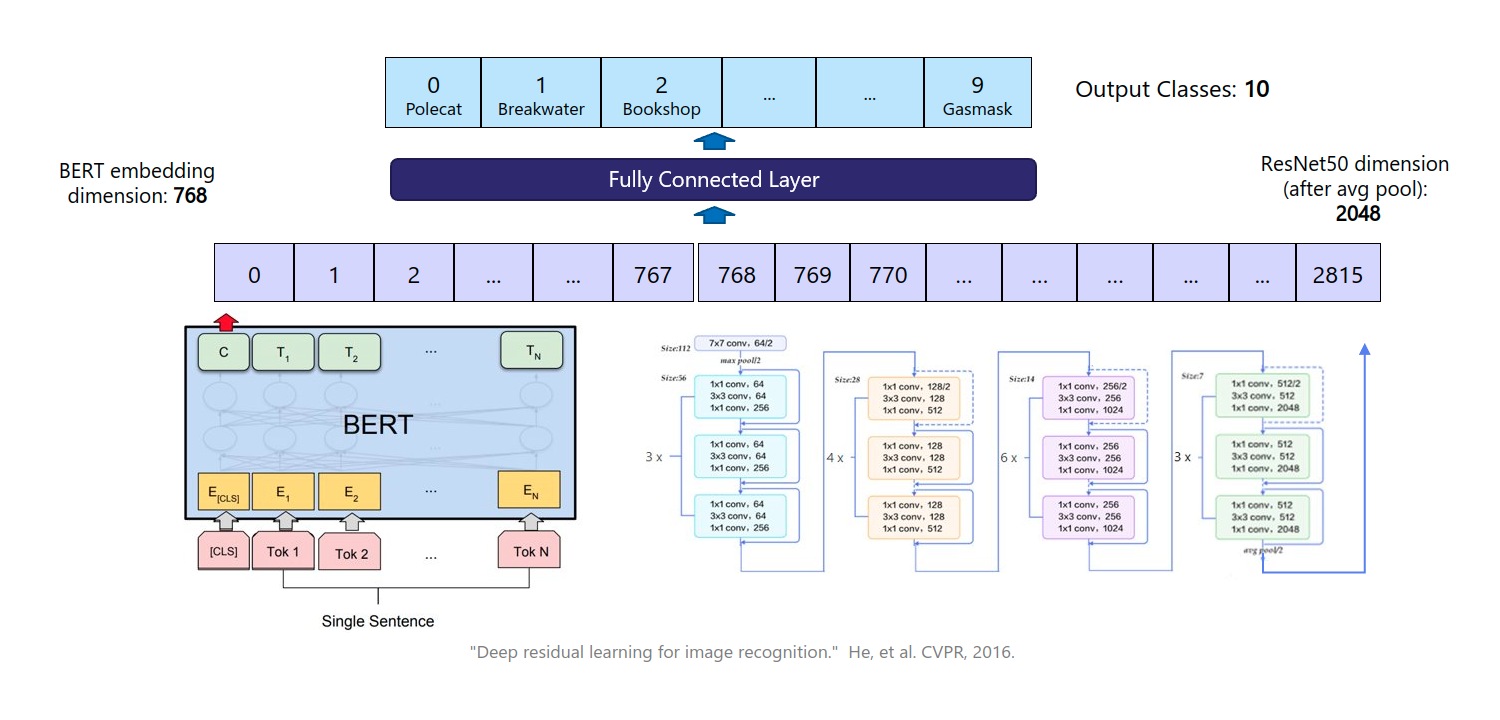 0
Polecat
1
Breakwater
2
Bookshop
...
...
9
Gasmask
Output Classes: 10
BERT embedding
dimension: 768
Fully Connected Layer
ResNet50 dimension
(after avg pool):
2048
0
1
2
...
...
767
768
769
770
...
...
...
...
...
2815
C
T1
T2
...
TN
BERT
E[CLS]
E1
E2
...
EN
[CLS]
Tok 1
Tok 2
...
Tok N
Single Sentence
Size:112
7x7 conv, 64/2
max pool/2
Size:56
1x1 conv, 64
3x3 conv, 64
1x1 conv, 256
3 x
1x1 conv, 64
3x3 conv, 64
1x1 conv, 256
1x1 conv, 64
3x3 conv, 64
1x1 conv, 256
Size:28
1x1 conv, 128/2
3x3 conv, 128
1x1 conv, 512
4 x
1x1 conv, 128
3x3 conv, 128
1x1 conv, 512
1x1 conv, 128
3x3 conv, 128
1x1 conv, 512
Size:14
1x1 conv, 256/2
3x3 conv, 256
1x1 conv, 1024
6 x
1x1 conv, 256
3x3 conv, 256
1x1 conv, 1024
1x1 conv, 256
3x3 conv, 256
1x1 conv, 1024
Size:7
1x1 conv, 512/2
3x3 conv, 512
1x1 conv, 2048
3 x
1x1 conv, 512
3x3 conv, 512
1x1 conv, 2048
1x1 conv, 512
3x3 conv, 512
1x1 conv, 2048
avg pool/2
"Deep residual learning for image recognition." He, et al. CVPR, 2016.